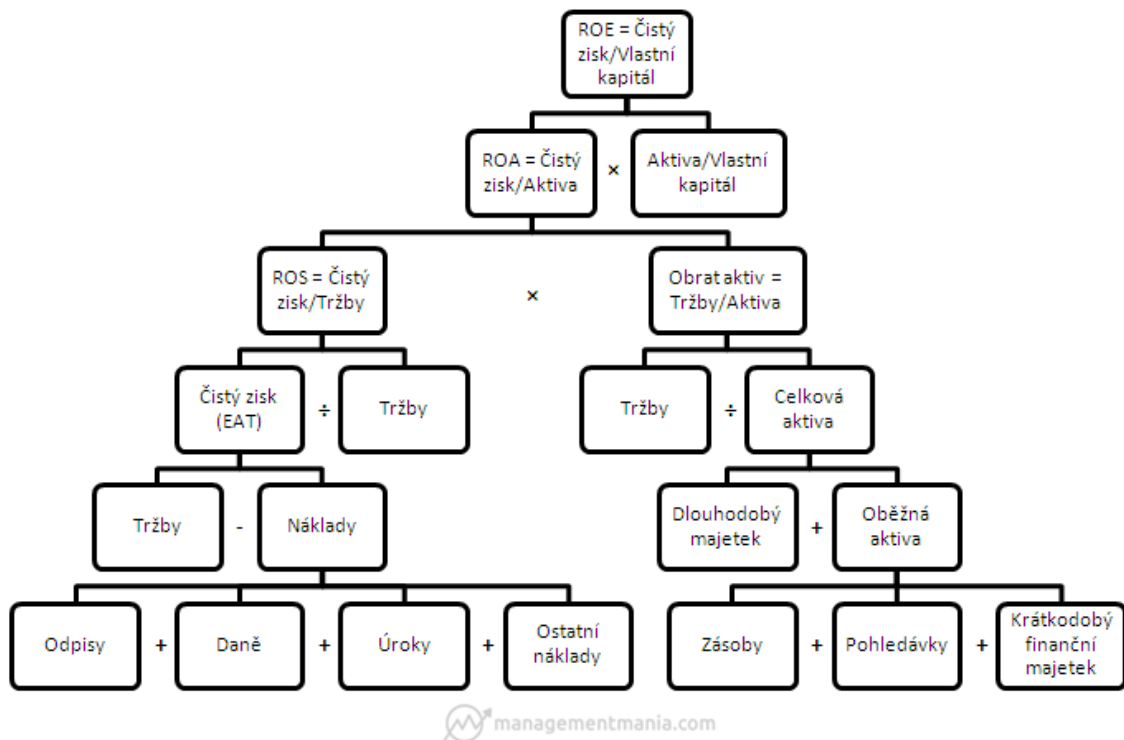 ROE = Čistý
zisk/Vlastní
kapitál
ROA = Čistý
zisk/Aktiva
×
Aktiva/Vlastní
kapitál
ROS = Čistý
zisk/Tržby
×
Obrat aktiv =
Tržby/Aktiva
Čistý zisk
(EAT)
÷
Tržby
Tržby
÷
Celková
aktiva
Tržby
-
Náklady
Dlouhodobý
majetek
+
Oběžná
aktiva
Odpisy
+
Daně
+
Úroky
+
Ostatní
náklady
Zásoby
+
Pohledávky
+
Krátkodobý
finanční
majetek
managementmania.com